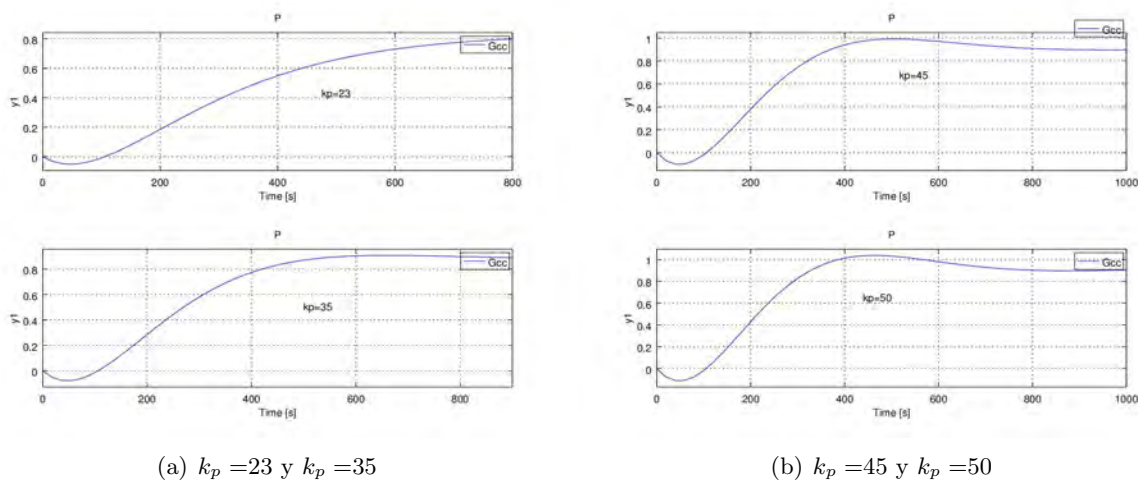 P
Gcc
0.8
0.6
0.4
0.2
0
y1
kp=23
0 200 400 600 800
Time [s]
P
Gcc
0.8
0.6
0.4
0.2
0
y1
kp=35
0 200 400 600 800
Time [s]
(a) kp =23 y kp =35
P
Gcc
1
0.8
0.6
0.4
0.2
0
y1
kp=45
0 200 400 600 800 1000
Time [s]
P
Gcc
1
0.8
0.6
0.4
0.2
0
y1
kp=50
0 200 400 600 800 1000
Time [s]
(b) kp =45 y kp =50